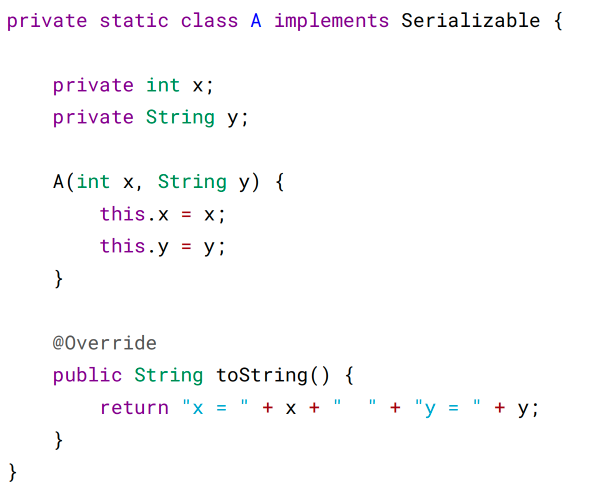 private static class A implements Serializable {
    private int x;
    private String y;
    A(int x, String y) {
        this.x = x;
        this.y = y;
    }
    @Override
    public String toString() {
        return "x = " + x + "  " + "y = " + y;
    }
}